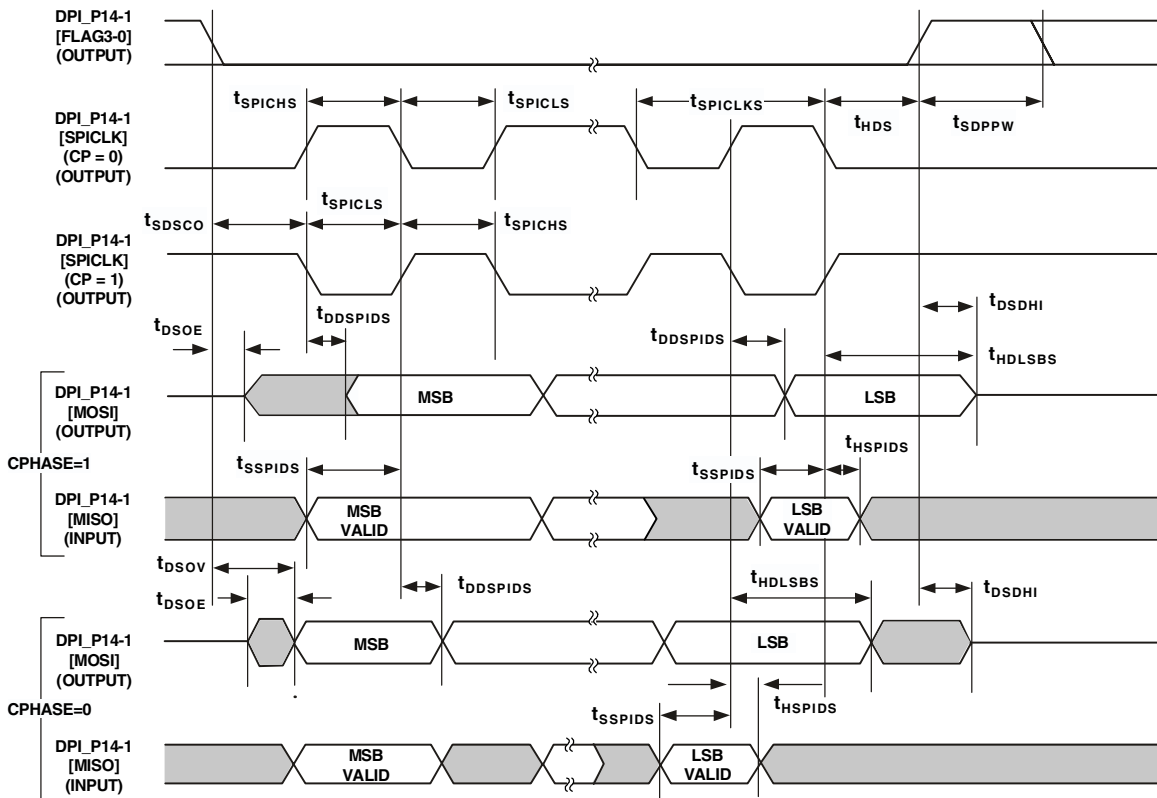 DPI_P14-1
[FLAG3-0]
(OUTPUT)
tSPICHS
tSPICLS
tSPICLKS
tHDS
tSDPPW
DPI_P14-1
[SPICLK]
(CP = 0)
(OUTPUT)
tSPICLS
tSDSCO
tSPICHS
DPI_P14-1
[SPICLK]
(CP = 1)
(OUTPUT)
tDSOE
tDDSPIDS
tDDSPIDS
tDSDHI
tHDLSBS
DPI_P14-1
[MOSI]
(OUTPUT)
MSB
LSB
CPHASE=1
tSSPIDS
tSSPIDS
tHSPIDS
DPI_P14-1
[MISO]
(INPUT)
MSB
VALID
LSB
VALID
tDSOV
tDSOE
tDDSPIDS
tHDLSBS
tDSDHI
DPI_P14-1
[MOSI]
(OUTPUT)
MSB
LSB
CPHASE=0
tSSPIDS
tHSPIDS
DPI_P14-1
[MISO]
(INPUT)
MSB
VALID
LSB
VALID